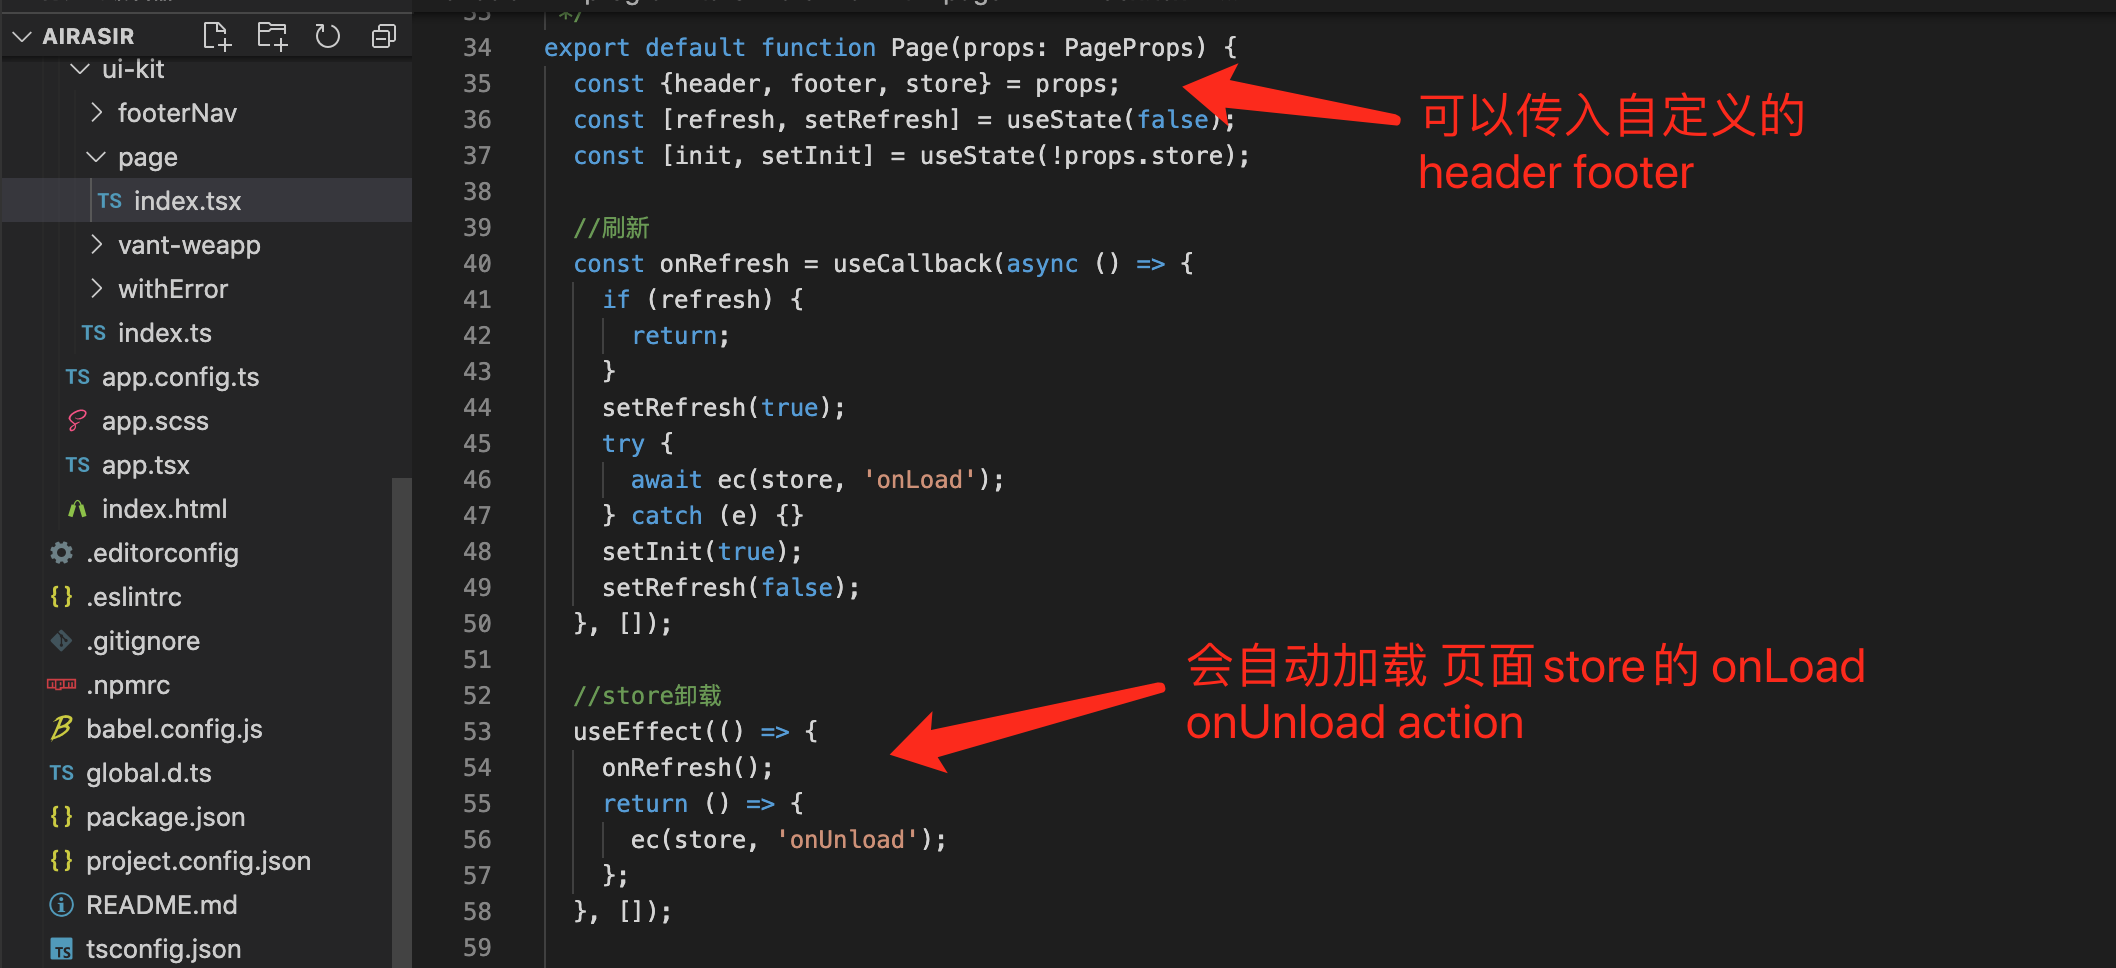 AIRASIR
ui-kit
footerNav
page
TS index.tsx
vant-weapp
withError
TS index.ts
TS app.config.ts
app.scss
TS app.tsx
index.html
.editorconfig
{} .eslintrc
.gitignore
npm .npmrc
babel.config.js
TS global.d.ts
{} package.json
{} project.config.json
README.md
TS tsconfig.json
33 */
34 export default function Page(props: PageProps) {
35 const {header, footer, store} = props;
36 const [refresh, setRefresh] = useState(false);
37 const [init, setInit] = useState(!props.store);
38
39 //刷新
40 const onRefresh = useCallback(async () => {
41 if (refresh) {
42 return;
43 }
44 setRefresh(true);
45 try {
46 await ec(store, 'onLoad');
47 } catch (e) {}
48 setInit(true);
49 setRefresh(false);
50 }, []);
51
52 //store卸载
53 useEffect(() => {
54 onRefresh();
55 return () => {
56 ec(store, 'onUnload');
57 };
58 }, []);
59
可以传入自定义的
header footer
会自动加载 页面store的 onLoad
onUnload action